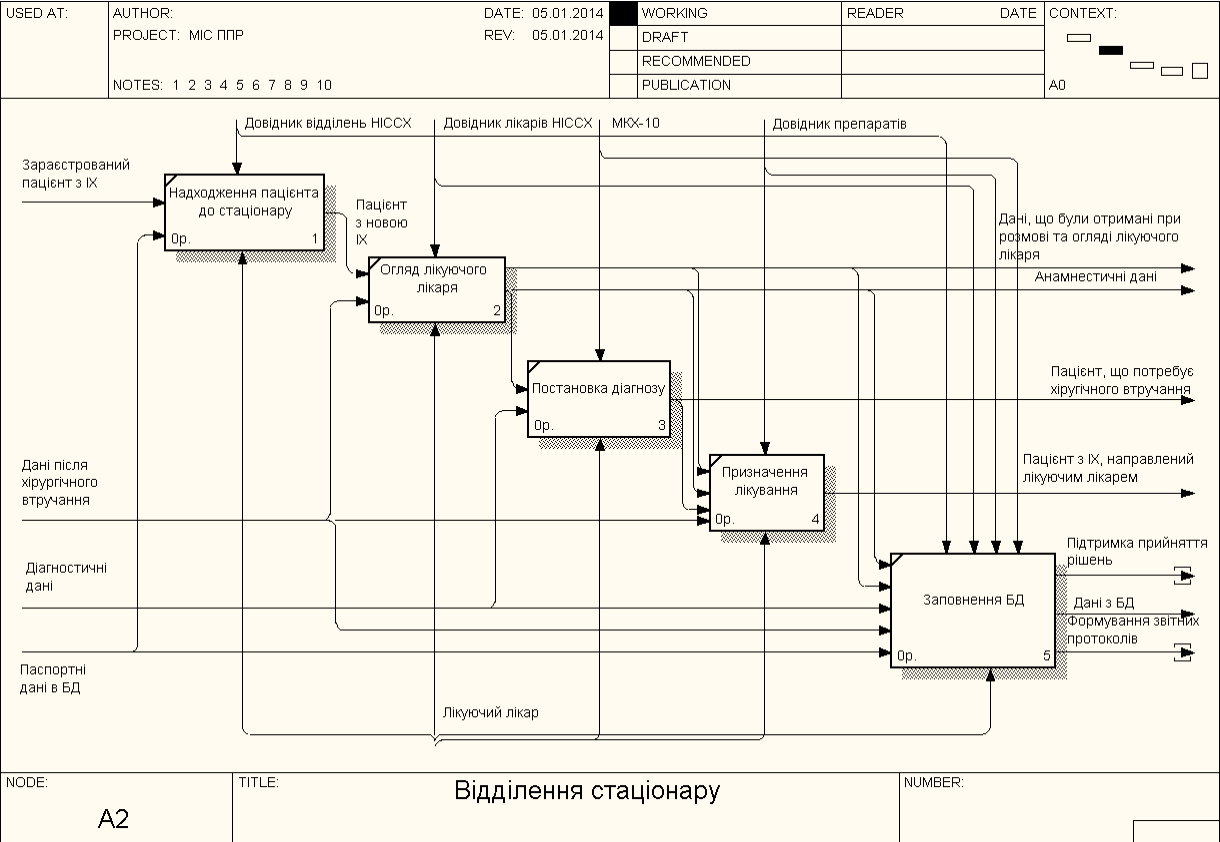 USED AT:
AUTHOR:
DATE: 05.01.2014
PROJECT: МІС ППР
REV: 05.01.2014
NOTES: 1 2 3 4 5 6 7 8 9 10
WORKING
DRAFT
RECOMMENDED
PUBLICATION
READER
DATE
CONTEXT:
A0
Довідник відділень НІССХ
Довідник лікарів НІССХ
МКХ-10
Довідник препаратів
Зараєстрований
пацієнт з ІХ
Надходження пацієнта
до стаціонару
0р.
1
Пацієнт
з новою
ІХ
Огляд лікуючого
лікаря
0р.
2
Дані, що були отримані при
розмові та огляді лікуючого
лікаря
Анамнестичні дані
Постановка діагнозу
0р.
3
Пацієнт, що потребує
хіругічного втручання
Дані після
хірургічного
втручання
Призначення
лікування
0р.
4
Пацієнт з ІХ, направлений
лікуючим лікарем
Діагностичні
дані
Заповнення БД
0р.
5
Підтримка прийняття
рішень
Дані з БД
Формування звітних
протоколів
Паспортні
дані в БД
Лікуючий лікар
NODE:
A2
TITLE:
Відділення стаціонару
NUMBER: